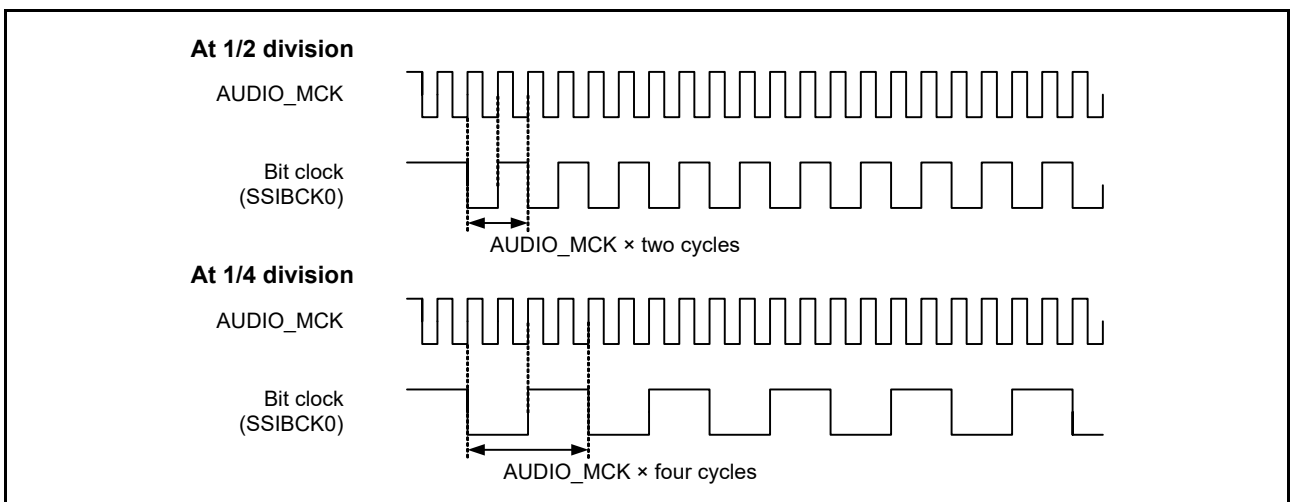 At 1/2 division
AUDIO_MCK
Bit clock
(SSIBCK0)
AUDIO_MCK × two cycles
At 1/4 division
AUDIO_MCK
Bit clock
(SSIBCK0)
AUDIO_MCK × four cycles